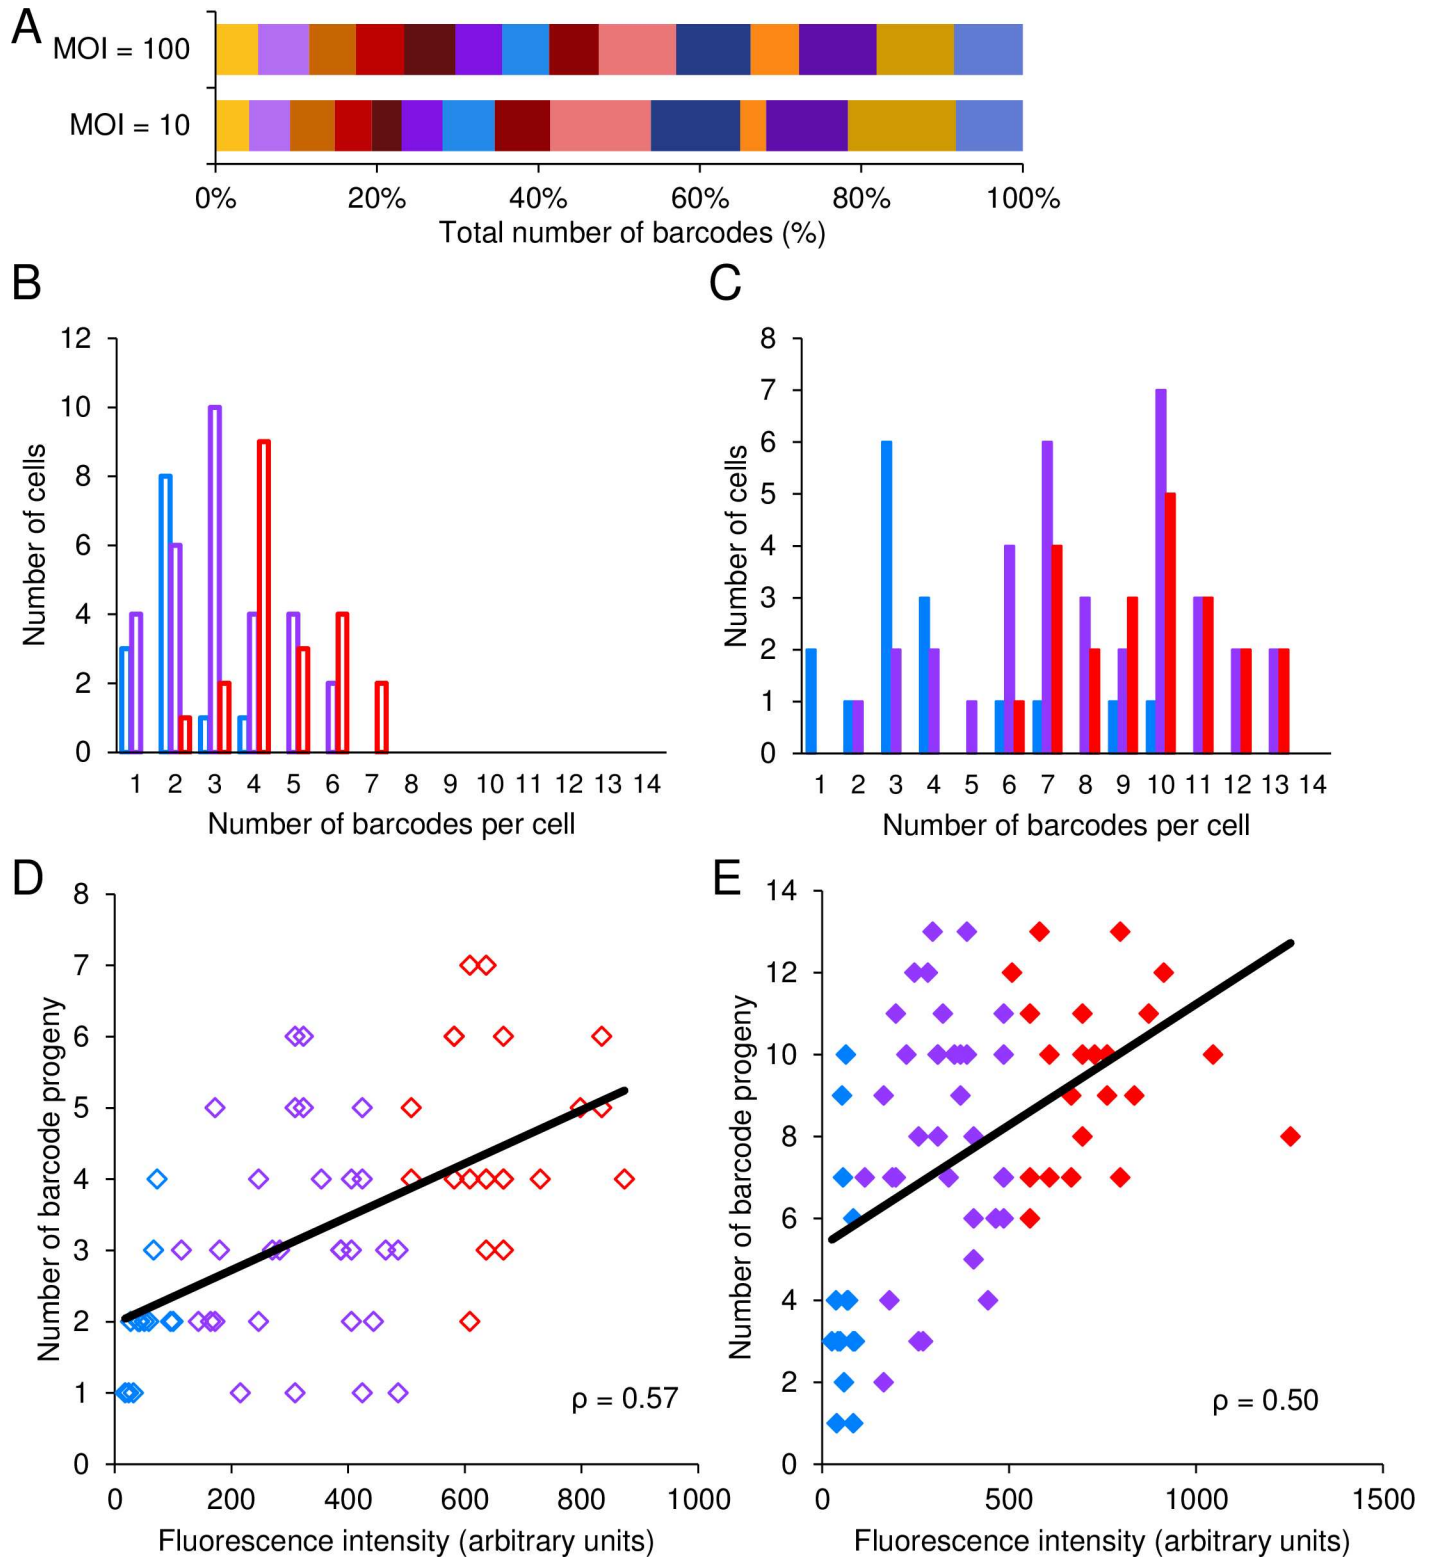 A
MOI = 100
MOI = 10
0% 20% 40% 60% 80% 100%
Total number of barcodes (%)
B
12
10
8
6
4
2
0
Number of cells
1 2 3 4 5 6 7 8 9 10 11 12 13 14
Number of barcodes per cell
C
8
7
6
5
4
3
2
1
0
Number of cells
1 2 3 4 5 6 7 8 9 10 11 12 13 14
Number of barcodes per cell
D
8
7
6
5
4
3
2
1
0
Number of barcode progeny
ρ = 0.57
0 200 400 600 800 1000
Fluorescence intensity (arbitrary units)
E
14
12
10
8
6
4
2
0
Number of barcode progeny
ρ = 0.50
0 500 1000 1500
Fluorescence intensity (arbitrary units)